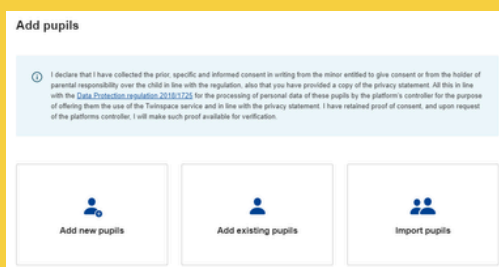 Add pupils
I declare that I have collected the prior, specific and informed consent in writing from the minor entitled to give consent or from the holder of
parental responsibility over the child in line with the regulation, also that you have provided a copy of the privacy statement. All this in line
with the Data Protection regulation 2018/1725 for the processing of personal data of these pupils by the platform's controller for the purpose
of offering them the use of the Twinspace service and in line with the privacy statement. I have retained proof of consent, and upon request
of the platforms controller, I will make such proof available for verification.
Add new pupils
Add existing pupils
Import pupils